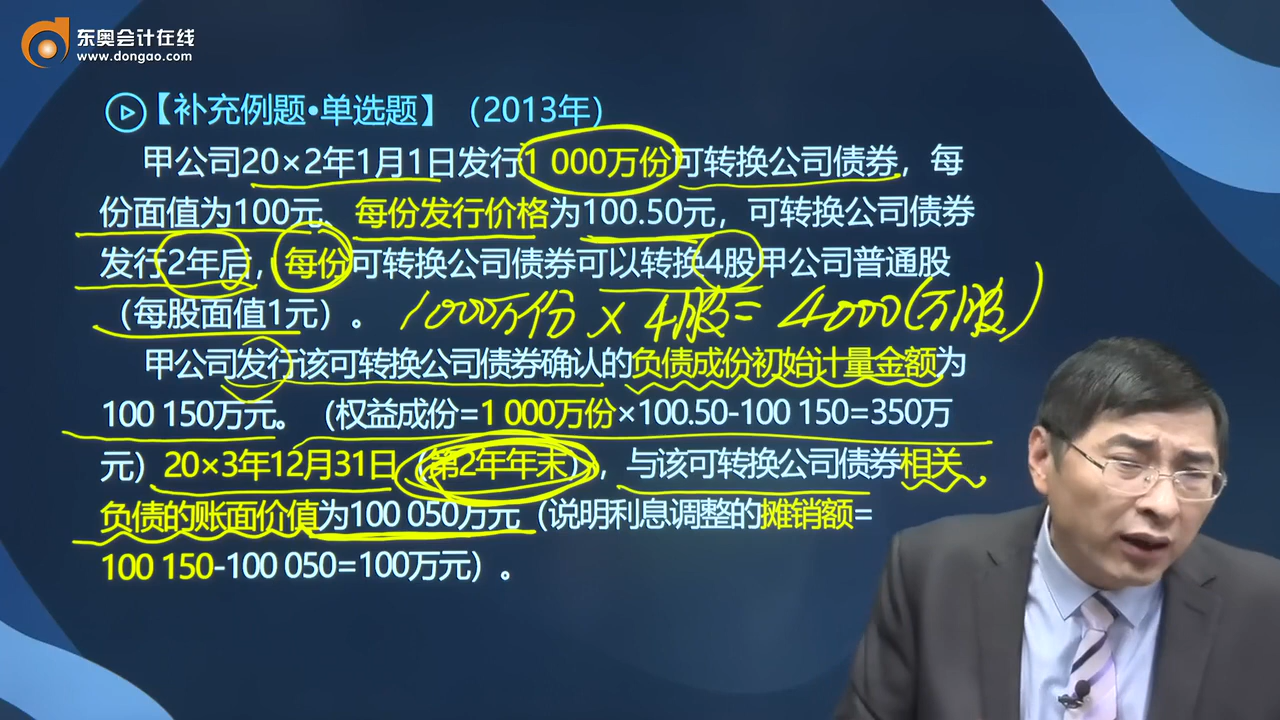 东奥会计在线
www.dongao.com
【补充例题•单选题】（2013年）
甲公司20×2年1月1日发行1 000万份可转换公司债券，每
份面值为100元、每份发行价格为100.50元，可转换公司债券
发行2年后，每份可转换公司债券可以转换4股甲公司普通股
（每股面值1元）。
1000万份 × 4股 = 4000(万股)
甲公司发行该可转换公司债券确认的负债成份初始计量金额为
100 150万元。（权益成份=1 000万份×100.50-100 150=350万
元）20×3年12月31日（第2年年末），与该可转换公司债券相关
负债的账面价值为100 050万元（说明利息调整的摊销额=
100 150-100 050=100万元）。